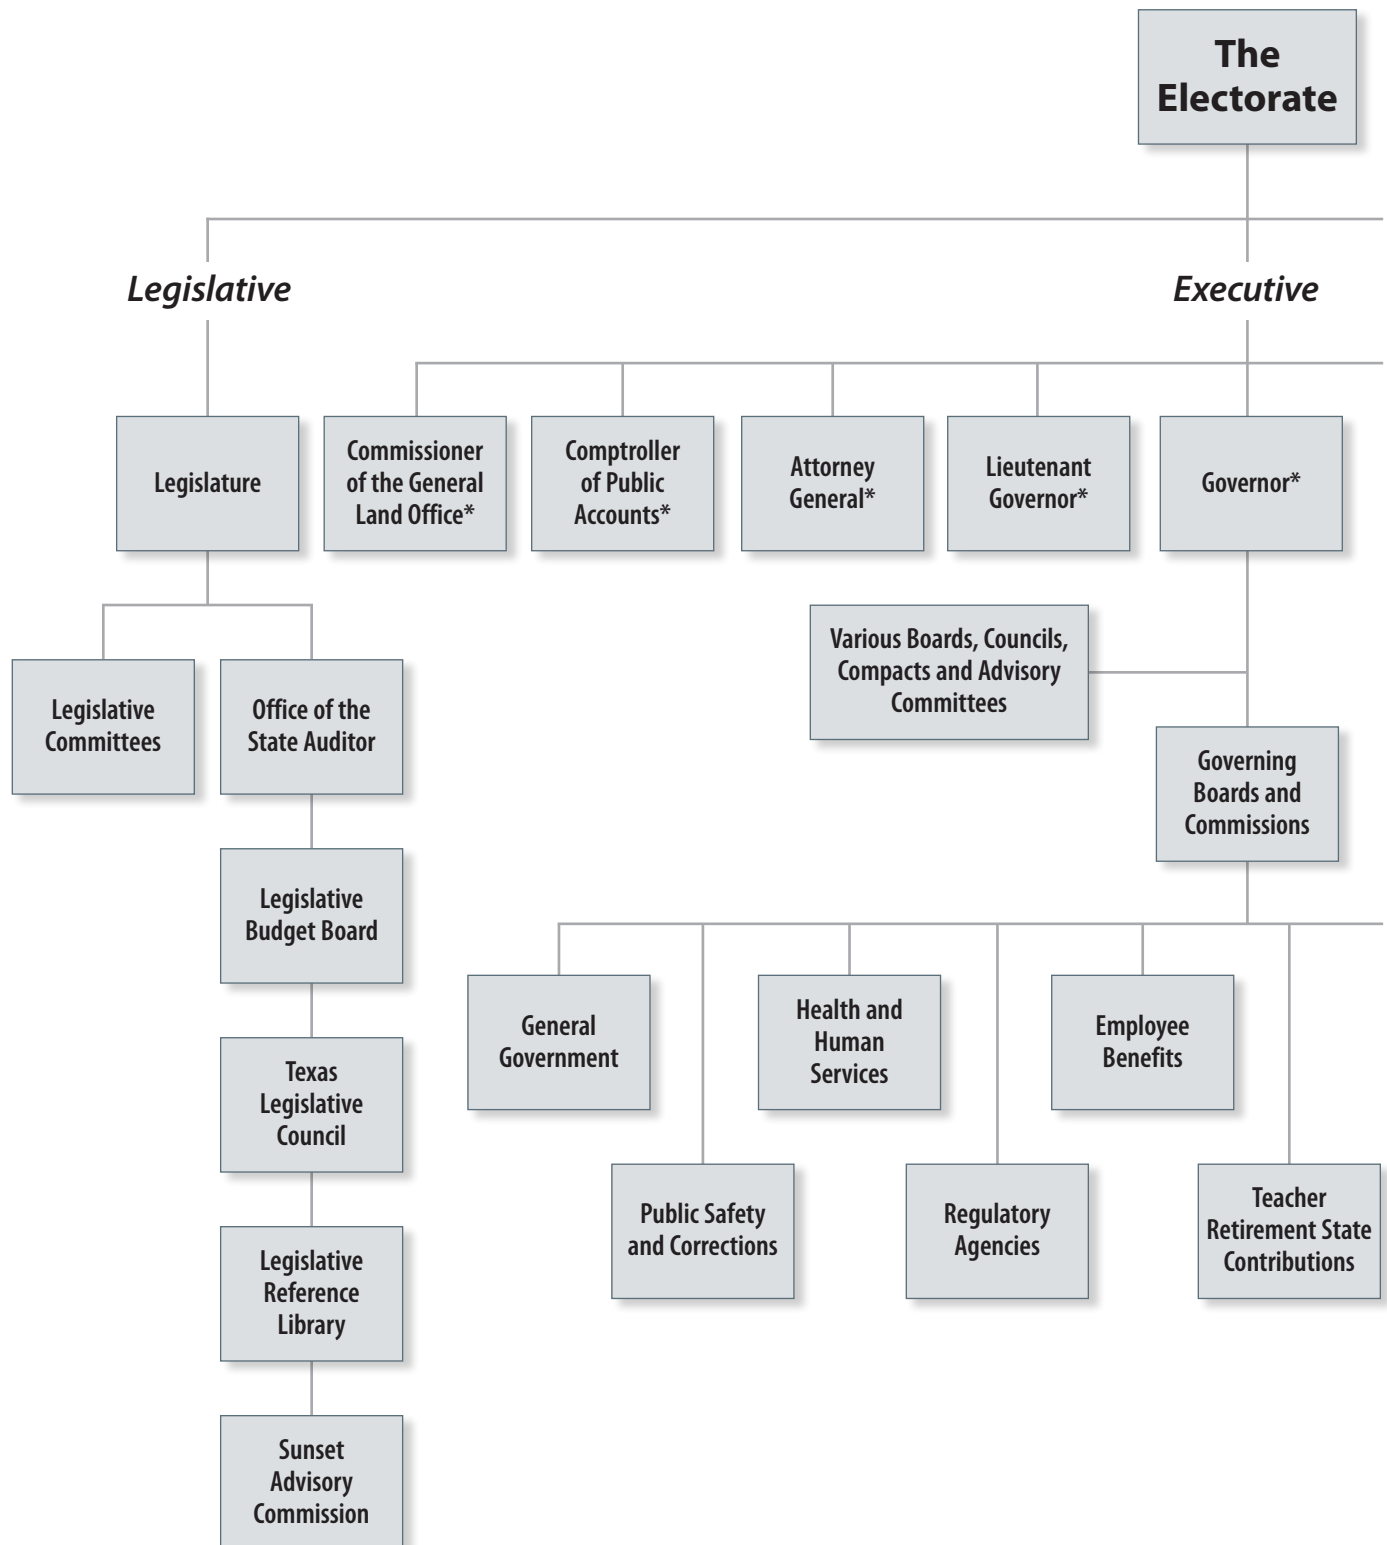 The
Electorate
Legislative
Executive
Legislature
Commissioner
of the General
Land Office*
Comptroller
of Public
Accounts*
Attorney
General*
Lieutenant
Governor*
Governor*
Various Boards, Councils,
Compacts and Advisory
Committees
Legislative
Committees
Office of the
State Auditor
Governing
Boards and
Commissions
Legislative
Budget Board
General
Government
Health and
Human
Services
Employee
Benefits
Texas
Legislative
Council
Public Safety
and Corrections
Regulatory
Agencies
Teacher
Retirement State
Contributions
Legislative
Reference
Library
Sunset
Advisory
Commission